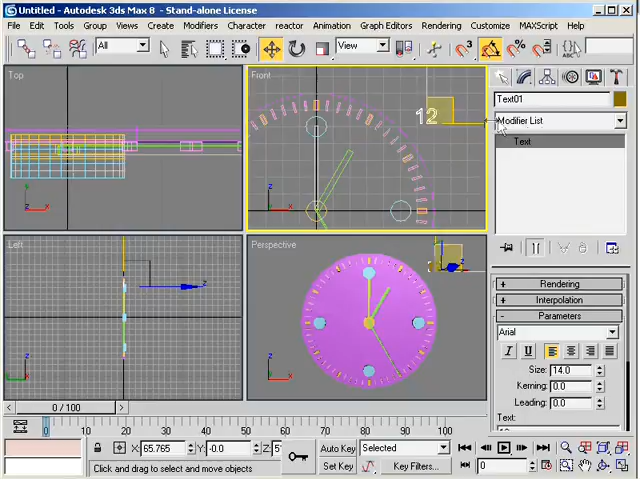 Untitled - Autodesk 3ds Max 8 - Stand-alone License
File Edit Tools Group Views Create Modifiers Character reactor Animation Graph Editors Rendering Customize MAXScript Help
All View
Top
Front
12
Left
Perspective
Text01
Modifier List
Text
+ Rendering
+ Interpolation
- Parameters
Arial
I U
Size: 14.0
Kerning: 0.0
Leading: 0.0
Text:
0 / 100
0 10 20 30 40 50 60 70 80 90 100
X: 65.765 Y: -0.0 Z: 5
Click and drag to select and move objects
Auto Key Selected
Set Key Key Filters...
0